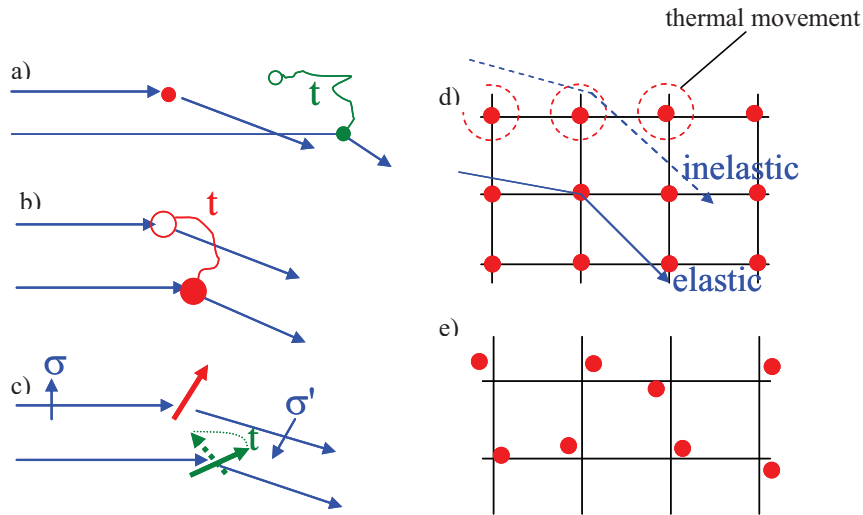 a)
t
b)
t
c)
σ
σ'
t
thermal movement
d)
inelastic
elastic
e)